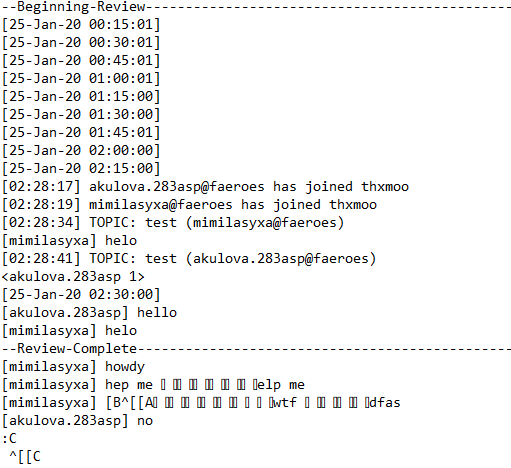 --Beginning-Review----------------------------------------------
[25-Jan-20 00:15:01]
[25-Jan-20 00:30:01]
[25-Jan-20 00:45:01]
[25-Jan-20 01:00:01]
[25-Jan-20 01:15:00]
[25-Jan-20 01:30:00]
[25-Jan-20 01:45:01]
[25-Jan-20 02:00:00]
[25-Jan-20 02:15:00]
[02:28:17] akulova.283asp@faeroes has joined thxmoo
[02:28:19] mimilasyxa@faeroes has joined thxmoo
[02:28:34] TOPIC: test (mimilasyxa@faeroes)
[mimilasyxa] helo
[02:28:41] TOPIC: test (akulova.283asp@faeroes)
<akulova.283asp 1>
[25-Jan-20 02:30:00]
[akulova.283asp] hello
[mimilasyxa] helo
--Review-Complete-----------------------------------------------
[mimilasyxa] howdy
[mimilasyxa] hep me elp me
[mimilasyxa] [B^[[A wtf dfas
[akulova.283asp] no
:C
^[[C